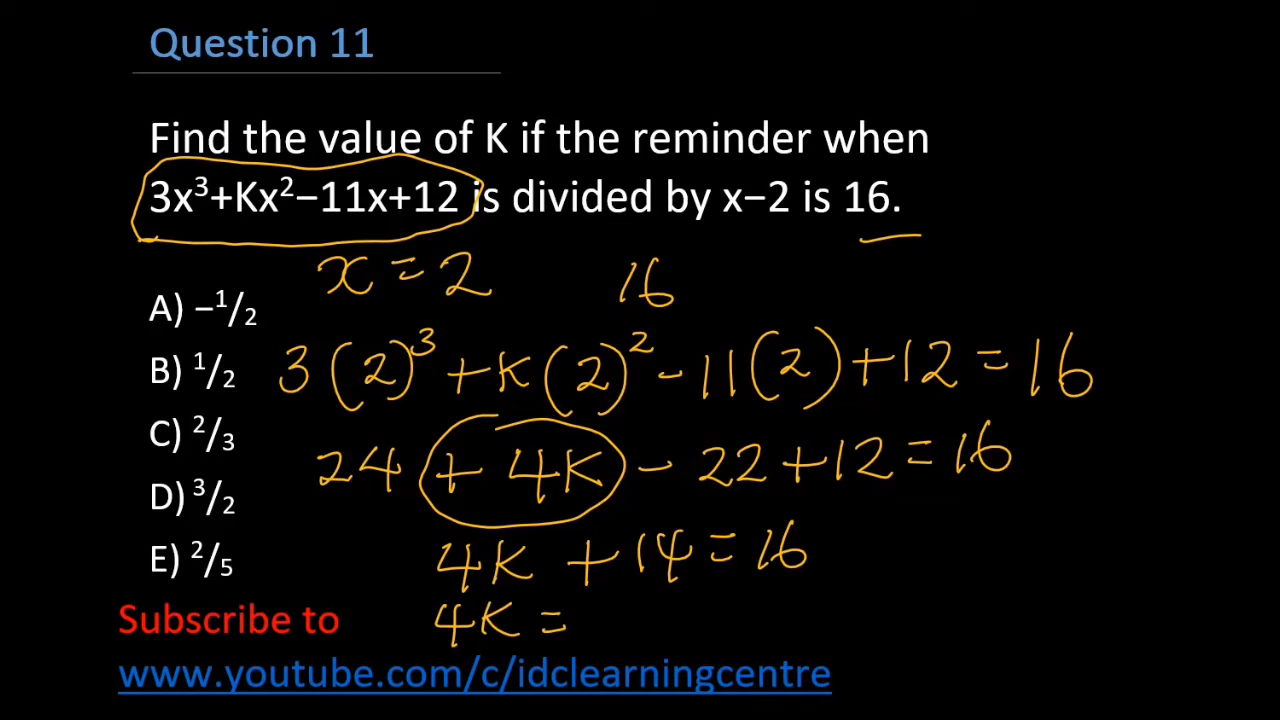 Question 11
Find the value of K if the reminder when
3x³+Kx²−11x+12 is divided by x−2 is 16.
x = 2 16
A) −¹/₂
3(2)³ + K(2)² - 11(2) + 12 = 16
B) ¹/₂
C) ²/₃
24 + 4K - 22 + 12 = 16
D) ³/₂
E) ²/₅
4K + 14 = 16
Subscribe to
4K =
www.youtube.com/c/idclearningcentre